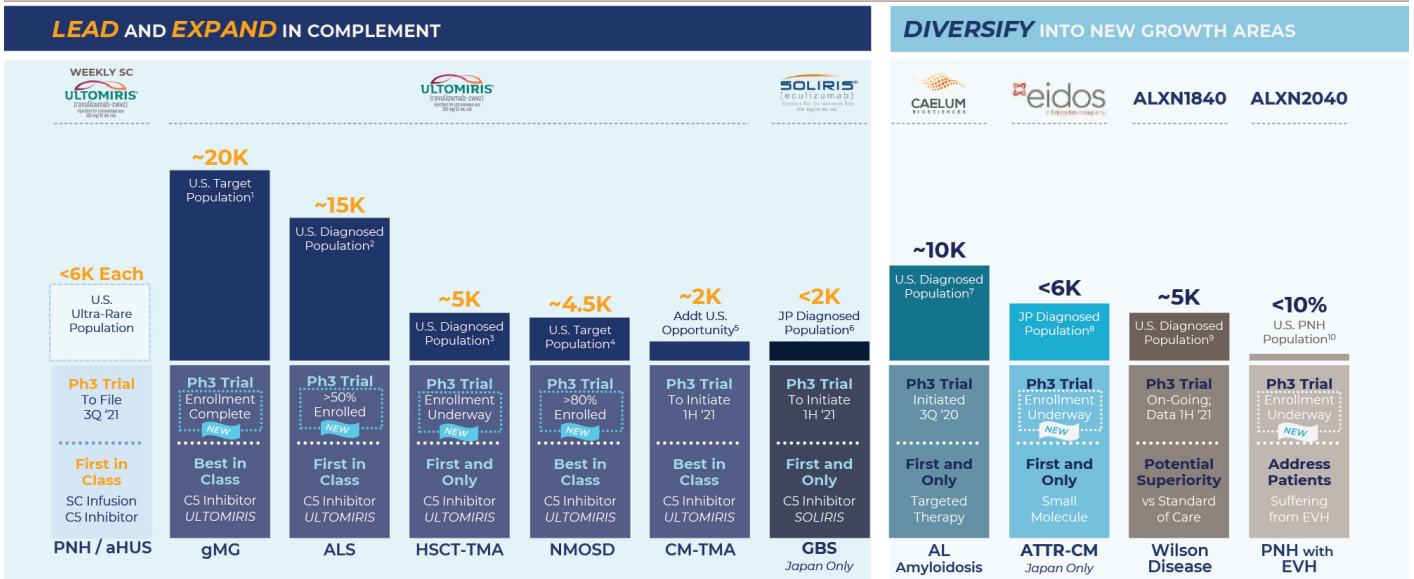 LEAD AND EXPAND IN COMPLEMENT
DIVERSIFY INTO NEW GROWTH AREAS
WEEKLY SC
ULTOMIRIS®
(ravulizumab-cwvz)
ULTOMIRIS®
(ravulizumab-cwvz)
SOLIRIS®
(eculizumab)
CAELUM
BIOSCIENCES
eidos
ALXN1840
ALXN2040
<6K Each
U.S.
Ultra-Rare
Population
Ph3 Trial
To File
3Q '21
First in
Class
SC Infusion
C5 Inhibitor
PNH / aHUS
~20K
U.S. Target
Population¹
Ph3 Trial
Enrollment
Complete
NEW
Best in
Class
C5 Inhibitor
ULTOMIRIS
gMG
~15K
U.S. Diagnosed
Population²
Ph3 Trial
>50%
Enrolled
NEW
First in
Class
C5 Inhibitor
ULTOMIRIS
ALS
~5K
U.S. Diagnosed
Population³
Ph3 Trial
Enrollment
Underway
NEW
First and
Only
C5 Inhibitor
ULTOMIRIS
HSCT-TMA
~4.5K
U.S. Target
Population⁴
Ph3 Trial
>80%
Enrolled
NEW
Best in
Class
C5 Inhibitor
ULTOMIRIS
NMOSD
~2K
Addt U.S.
Opportunity⁵
Ph3 Trial
To Initiate
1H '21
Best in
Class
C5 Inhibitor
ULTOMIRIS
CM-TMA
<2K
JP Diagnosed
Population⁶
Ph3 Trial
To Initiate
1H '21
First and
Only
C5 Inhibitor
SOLIRIS
GBS
Japan Only
~10K
U.S. Diagnosed
Population⁷
Ph3 Trial
Initiated
3Q '20
First and
Only
Targeted
Therapy
AL
Amyloidosis
<6K
JP Diagnosed
Population⁸
Ph3 Trial
Enrollment
Underway
NEW
First and
Only
Small
Molecule
ATTR-CM
Japan Only
~5K
U.S. Diagnosed
Population⁹
Ph3 Trial
On-Going;
Data 1H '21
Potential
Superiority
vs Standard
of Care
Wilson
Disease
<10%
U.S. PNH
Population¹⁰
Ph3 Trial
Enrollment
Underway
NEW
Address
Patients
Suffering
from EVH
PNH with
EVH